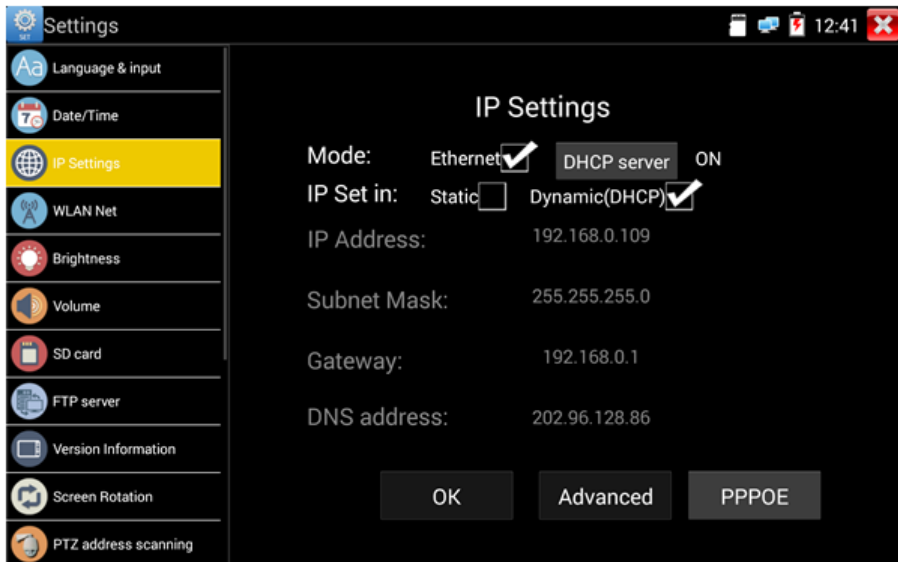 Settings
SET
12:41
Language & input
Date/Time
IP Settings
WLAN Net
Brightness
Volume
SD card
FTP server
Version Information
Screen Rotation
PTZ address scanning
IP Settings
Mode: Ethernet DHCP server ON
IP Set in: Static Dynamic(DHCP)
IP Address: 192.168.0.109
Subnet Mask: 255.255.255.0
Gateway: 192.168.0.1
DNS address: 202.96.128.86
OK Advanced PPPOE